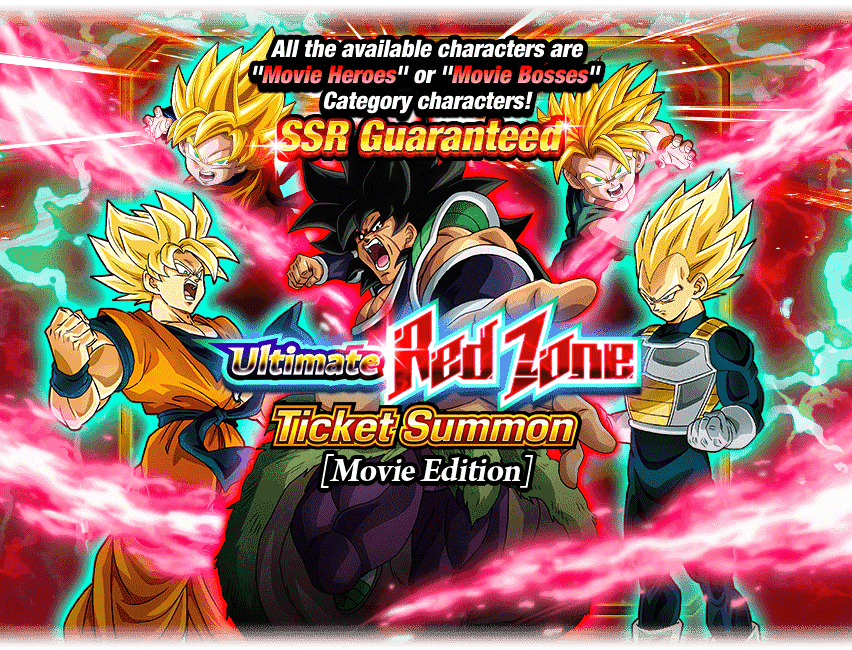 All the available characters are
"Movie Heroes" or "Movie Bosses"
Category characters!
SSR Guaranteed
Ultimate Red Zone
Ticket Summon
[Movie Edition]